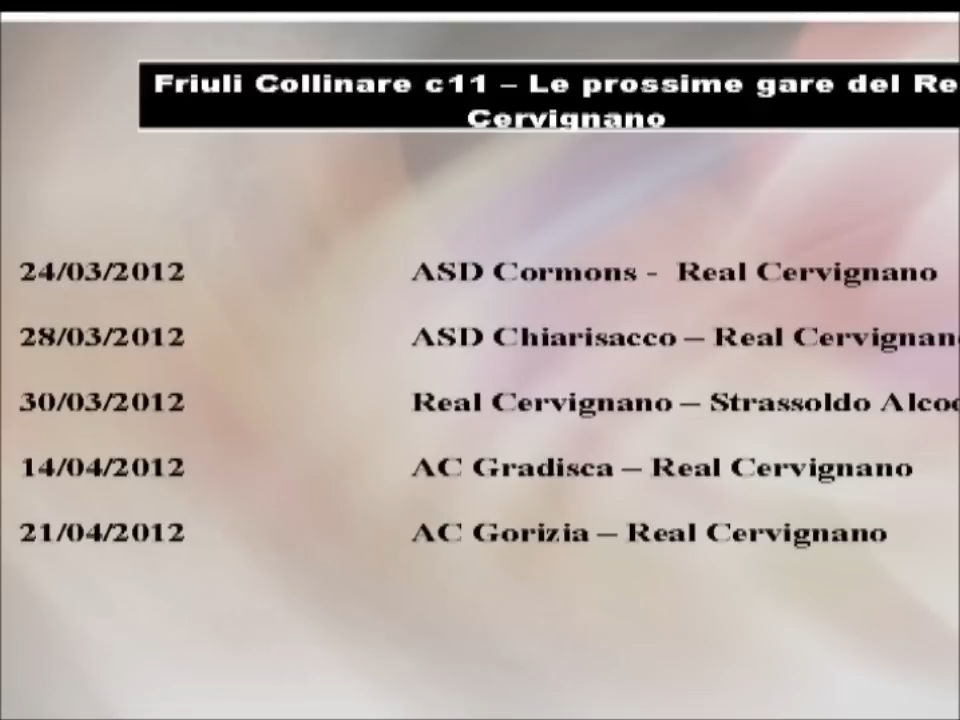 Friuli Collinare c11 – Le prossime gare del Re
Cervignano
24/03/2012 ASD Cormons - Real Cervignano
28/03/2012 ASD Chiarisacco – Real Cervignano
30/03/2012 Real Cervignano – Strassoldo
14/04/2012 AC Gradisca – Real Cervignano
21/04/2012 AC Gorizia – Real Cervignano